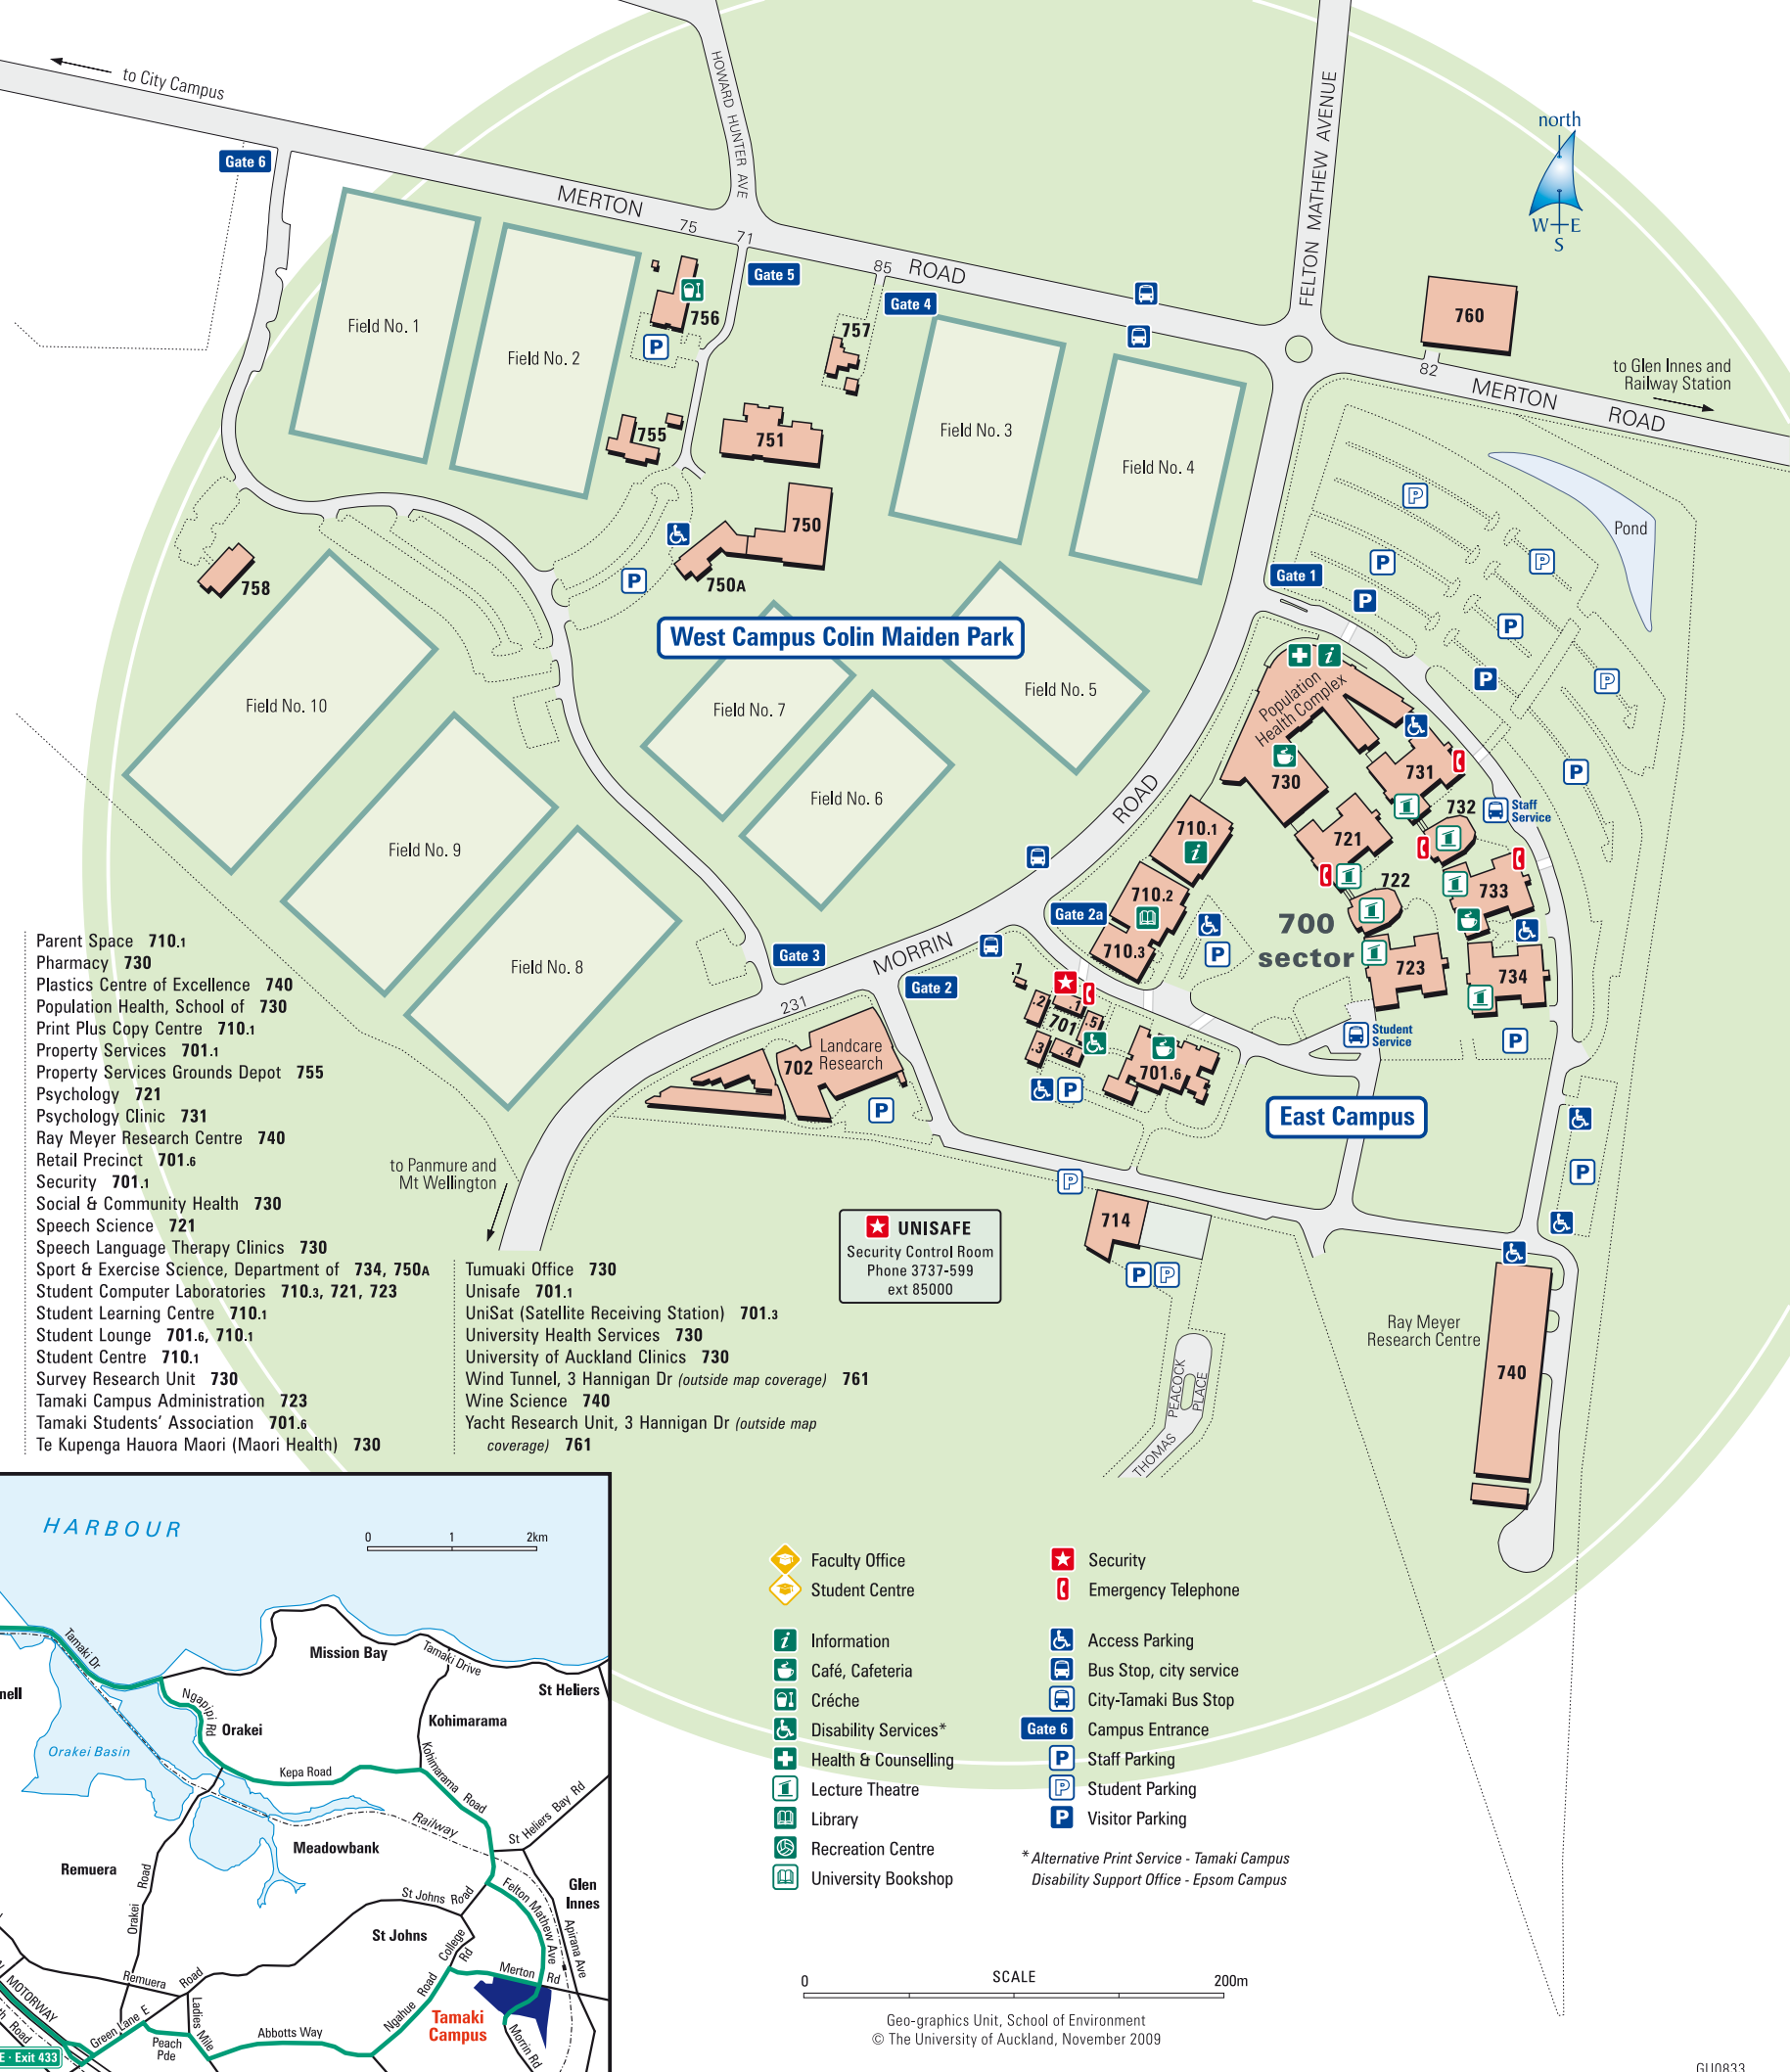 to City Campus
HOWARD HUNTER AVE
FELTON MATHEW AVENUE
north
W E
S
Gate 6
MERTON
75
71
85
ROAD
Gate 5
Gate 4
Field No. 1
Field No. 2
756
757
760
82
to Glen Innes and
Railway Station
MERTON
ROAD
Field No. 3
Field No. 4
755
751
750
750A
758
Pond
Gate 1
West Campus Colin Maiden Park
Field No. 10
Field No. 7
Field No. 5
Field No. 6
Field No. 9
Field No. 8
Population
Health Complex
730
731
732
Staff
Service
721
722
733
710.1
710.2
710.3
ROAD
Gate 2a
700
sector
723
734
MORRIN
Gate 3
Gate 2
231
.7
.2
.1
701
.5
.3
.4
701.6
Student
Service
702
Landcare
Research
East Campus
to Panmure and
Mt Wellington
714
UNISAFE
Security Control Room
Phone 3737-599
ext 85000
Ray Meyer
Research Centre
740
PEACOCK
PLACE
THOMAS
Parent Space 710.1
Pharmacy 730
Plastics Centre of Excellence 740
Population Health, School of 730
Print Plus Copy Centre 710.1
Property Services 701.1
Property Services Grounds Depot 755
Psychology 721
Psychology Clinic 731
Ray Meyer Research Centre 740
Retail Precinct 701.6
Security 701.1
Social & Community Health 730
Speech Science 721
Speech Language Therapy Clinics 730
Sport & Exercise Science, Department of 734, 750A
Student Computer Laboratories 710.3, 721, 723
Student Learning Centre 710.1
Student Lounge 701.6, 710.1
Student Centre 710.1
Survey Research Unit 730
Tamaki Campus Administration 723
Tamaki Students' Association 701.6
Te Kupenga Hauora Maori (Maori Health) 730
Tumuaki Office 730
Unisafe 701.1
UniSat (Satellite Receiving Station) 701.3
University Health Services 730
University of Auckland Clinics 730
Wind Tunnel, 3 Hannigan Dr (outside map coverage) 761
Wine Science 740
Yacht Research Unit, 3 Hannigan Dr (outside map
coverage) 761
HARBOUR
0 1 2km
Tamaki Dr
Mission Bay
Tamaki Drive
St Heliers
nell
Ngapipi Rd
Orakei
Kohimarama
Orakei Basin
Kepa Road
Kohimarama Road
Railway
St Heliers Bay Rd
Meadowbank
Remuera
Orakei Road
St Johns Road
Felton Mathew Ave
Glen
Innes
Apirana Ave
St Johns
College
Rd
Merton Rd
Remuera Road
MOTORWAY
Ladies Mile
Green Lane E
Peach
Pde
Abbotts Way
Ngahue Road
Tamaki
Campus
Morrin Rd
E · Exit 433
Faculty Office
Student Centre
Information
Café, Cafeteria
Créche
Disability Services*
Health & Counselling
Lecture Theatre
Library
Recreation Centre
University Bookshop
Security
Emergency Telephone
Access Parking
Bus Stop, city service
City-Tamaki Bus Stop
Gate 6 Campus Entrance
P Staff Parking
P Student Parking
P Visitor Parking
* Alternative Print Service - Tamaki Campus
Disability Support Office - Epsom Campus
0 SCALE 200m
Geo-graphics Unit, School of Environment
© The University of Auckland, November 2009
GU0833